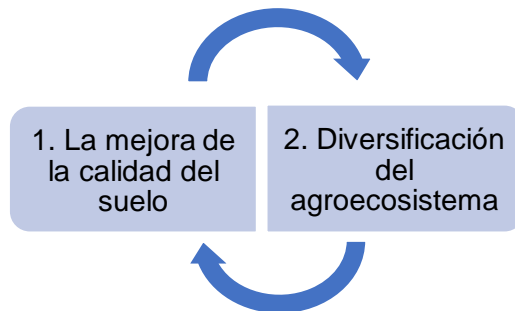 1. La mejora de
la calidad del
suelo
2. Diversificación
del
agroecosistema